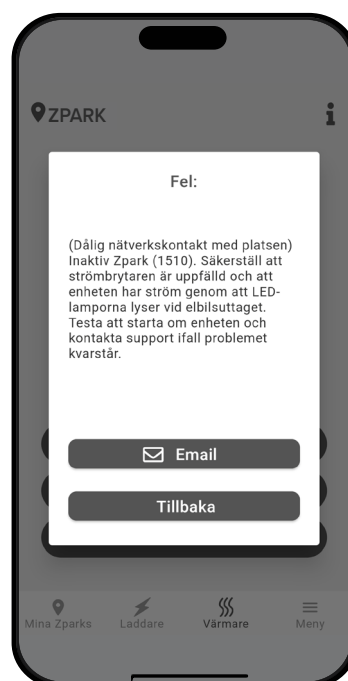 ZPARK
Fel:
(Dålig nätverkskontakt med platsen)
Inaktiv Zpark (1510). Säkerställ att
strömbrytaren är uppfälld och att
enheten har ström genom att LED-
lamporna lyser vid elbilsuttaget.
Testa att starta om enheten och
kontakta support ifall problemet
kvarstår.
Email
Tillbaka
Mina Zparks Laddare Värmare Meny